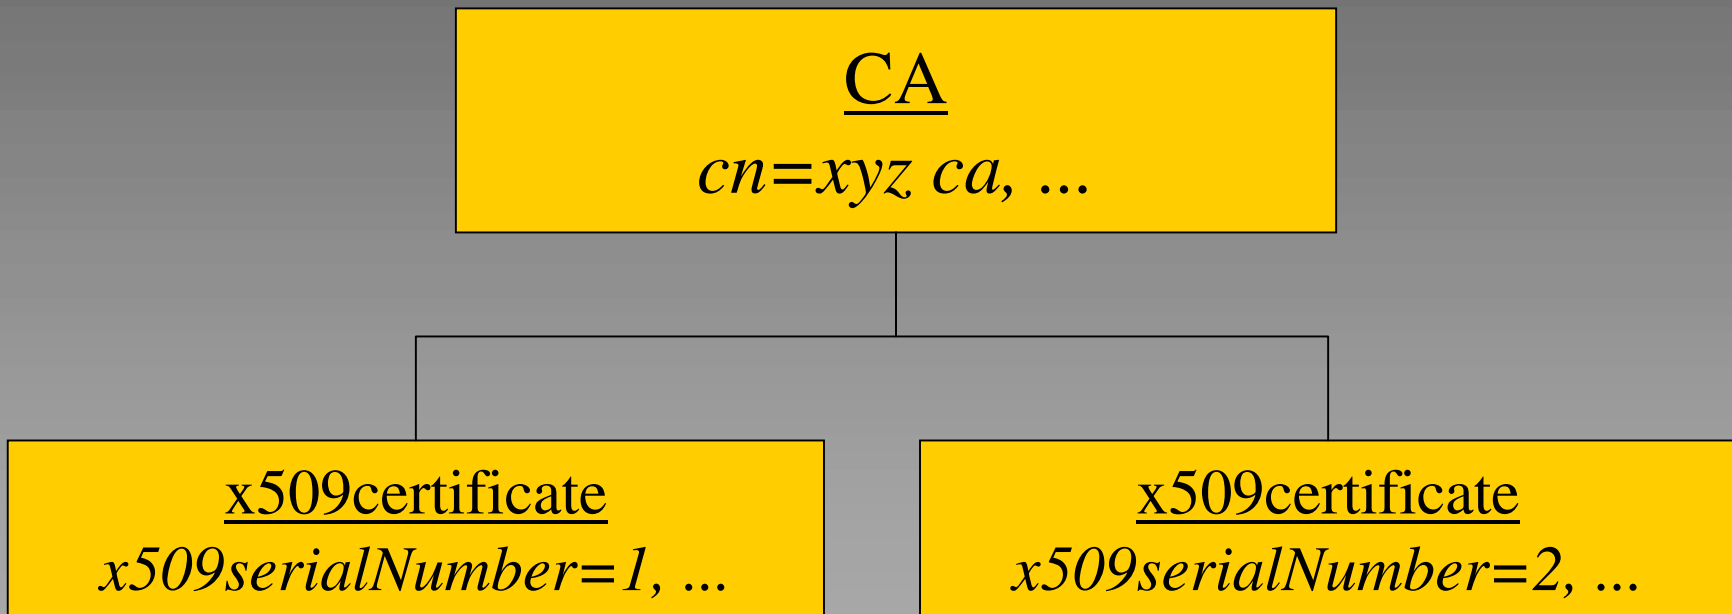 CA
cn=xyz ca, ...
x509certificate
x509serialNumber=1, ...
x509certificate
x509serialNumber=2, ...